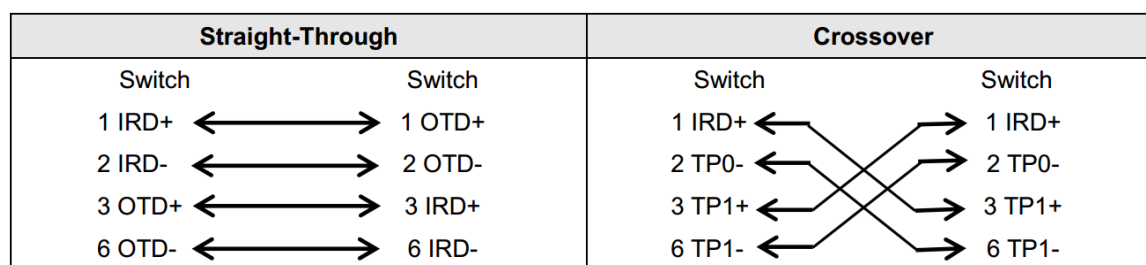 Straight-Through Crossover
Switch Switch Switch Switch
1 IRD+ 1 OTD+ 1 IRD+ 1 IRD+
2 IRD- 2 OTD- 2 TP0- 2 TP0-
3 OTD+ 3 IRD+ 3 TP1+ 3 TP1+
6 OTD- 6 IRD- 6 TP1- 6 TP1-